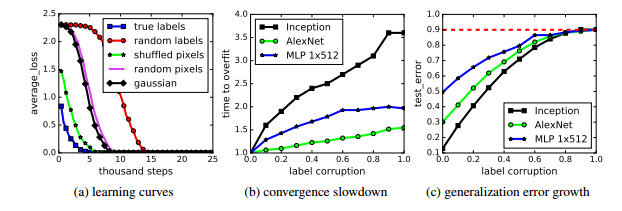 2.5
2.0
1.5
1.0
0.5
0.0
average_loss
true labels
random labels
shuffled pixels
random pixels
gaussian
0 5 10 15 20 25
thousand steps
(a) learning curves
4.0
3.5
3.0
2.5
2.0
1.5
1.0
time to overfit
Inception
AlexNet
MLP 1x512
0.0 0.2 0.4 0.6 0.8 1.0
label corruption
(b) convergence slowdown
1.0
0.9
0.8
0.7
0.6
0.5
0.4
0.3
0.2
0.1
test_error
Inception
AlexNet
MLP 1x512
0.0 0.2 0.4 0.6 0.8 1.0
label corruption
(c) generalization error growth